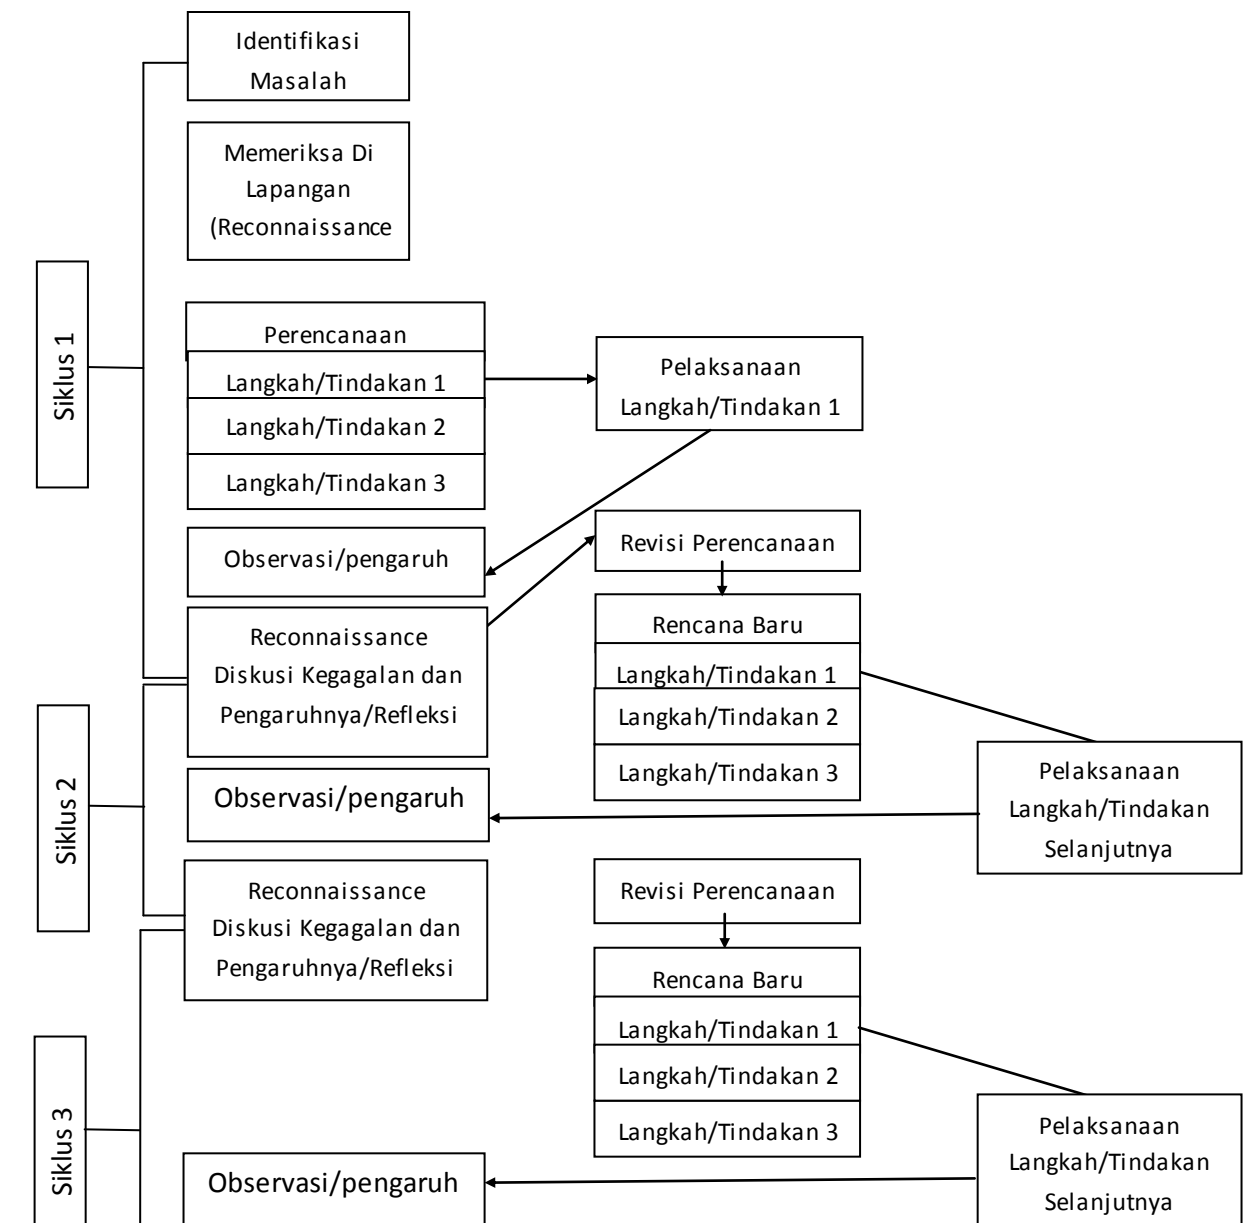 Identifikasi
Masalah
Memeriksa Di
Lapangan
(Reconnaissance
Siklus 1
Perencanaan
Langkah/Tindakan 1
Langkah/Tindakan 2
Langkah/Tindakan 3
Pelaksanaan
Langkah/Tindakan 1
Observasi/pengaruh
Reconnaissance
Diskusi Kegagalan dan
Pengaruhnya/Refleksi
Revisi Perencanaan
Rencana Baru
Langkah/Tindakan 1
Langkah/Tindakan 2
Langkah/Tindakan 3
Siklus 2
Pelaksanaan
Langkah/Tindakan
Selanjutnya
Observasi/pengaruh
Reconnaissance
Diskusi Kegagalan dan
Pengaruhnya/Refleksi
Revisi Perencanaan
Rencana Baru
Langkah/Tindakan 1
Langkah/Tindakan 2
Langkah/Tindakan 3
Siklus 3
Pelaksanaan
Langkah/Tindakan
Selanjutnya
Observasi/pengaruh